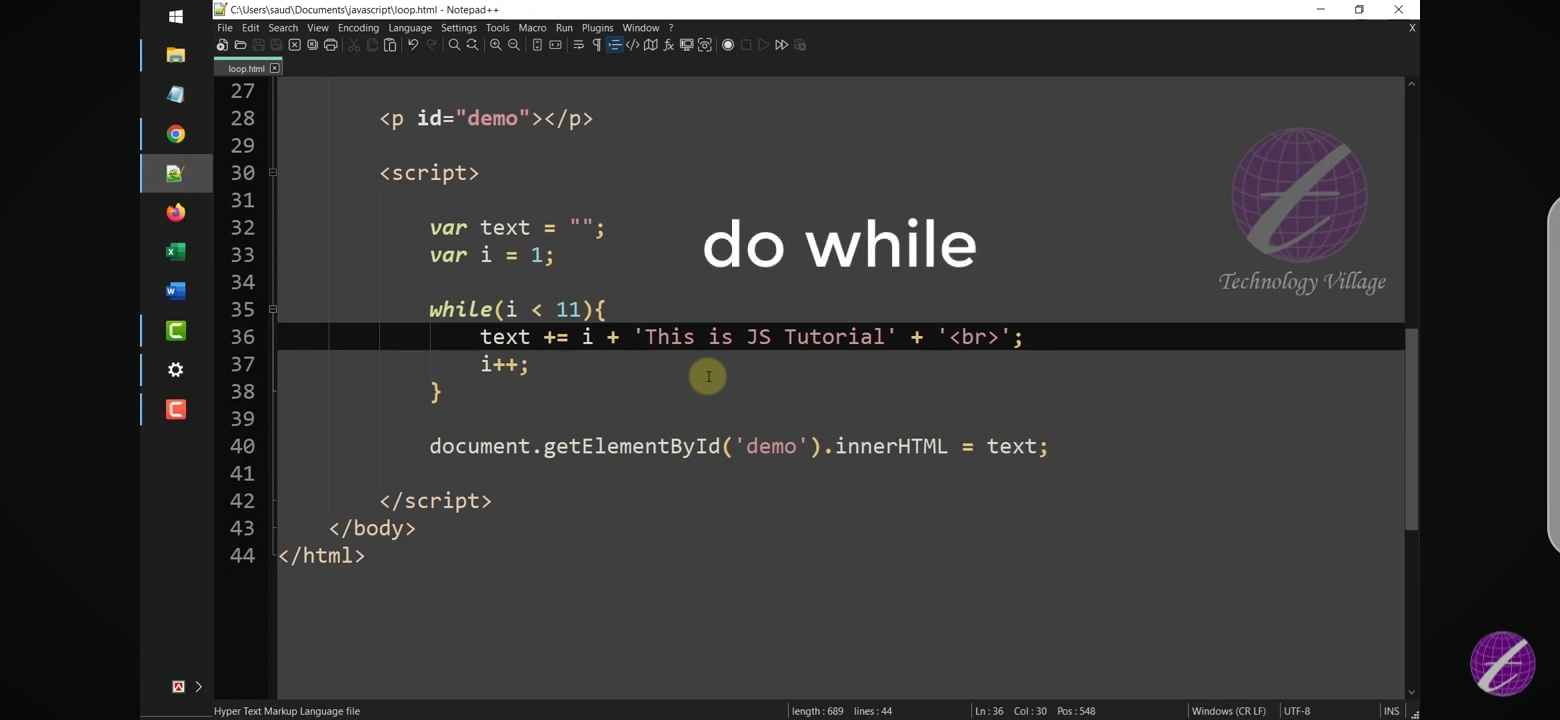 C:\Users\saud\Documents\javascript\loop.html - Notepad++
File Edit Search View Encoding Language Settings Tools Macro Run Plugins Window ? X
loop.html
27
28 <p id="demo"></p>
29
30 <script>
31
32 var text = "";
33 var i = 1;
34
35 while(i < 11){
36 text += i + 'This is JS Tutorial' + '<br>';
37 i++;
38 }
39
40 document.getElementById('demo').innerHTML = text;
41
42 </script>
43 </body>
44 </html>
do while
Technology Village
Hyper Text Markup Language file length : 689 lines : 44 Ln : 36 Col : 30 Pos : 548 Windows (CR LF) UTF-8 INS